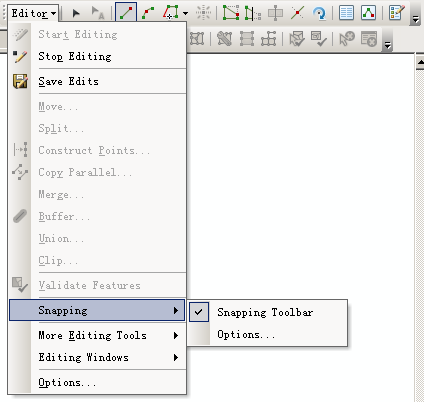 Editor
Start Editing
Stop Editing
Save Edits
Move...
Split...
Construct Points...
Copy Parallel...
Merge...
Buffer...
Union...
Clip...
Validate Features
Snapping
Snapping Toolbar
More Editing Tools
Options...
Editing Windows
Options...